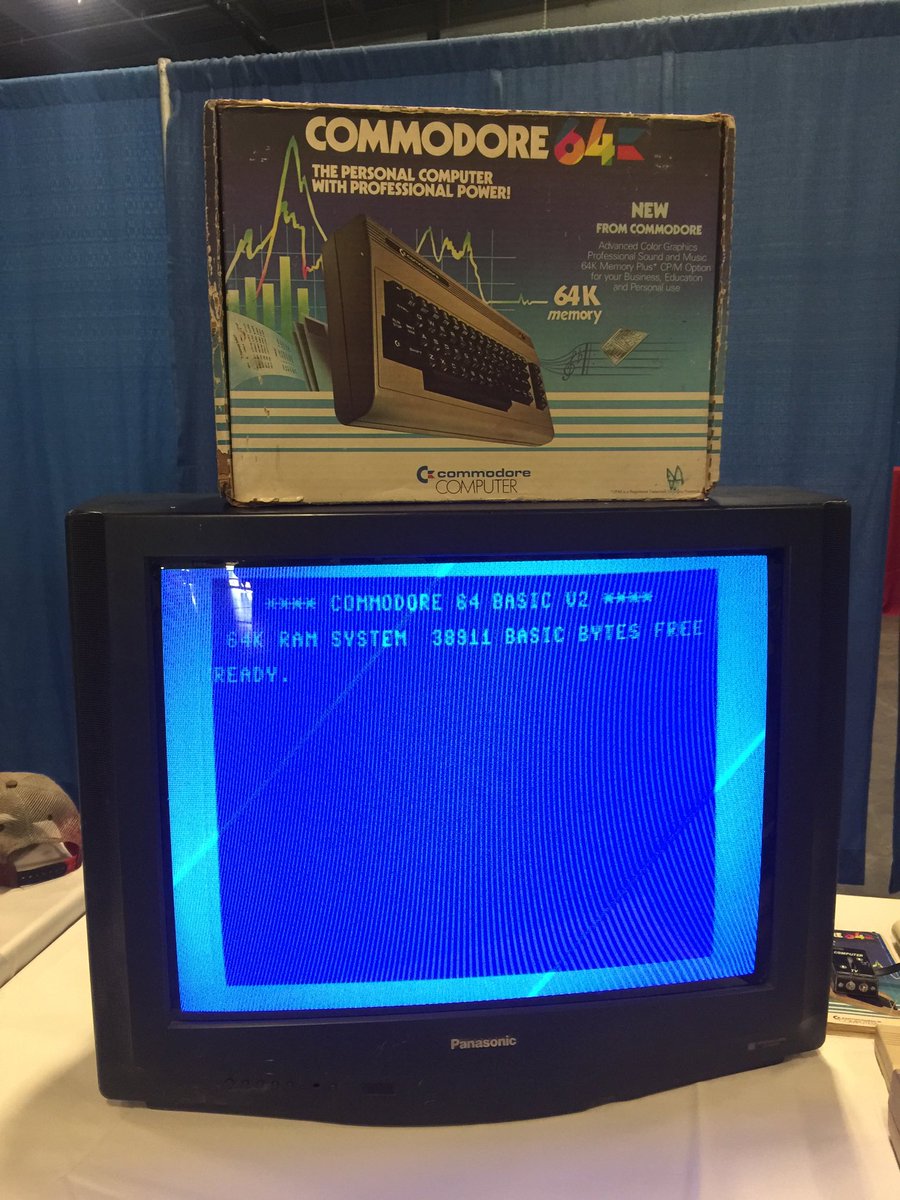 COMMODORE 64
THE PERSONAL COMPUTER
WITH PROFESSIONAL POWER!
NEW
FROM COMMODORE
Advanced Color Graphics
Professional Sound and Music
64K Memory Plus* CP/M Option
for your Business, Education
and Personal use
64K
memory
commodore
COMPUTER
**** COMMODORE 64 BASIC V2 ****
64K RAM SYSTEM 38911 BASIC BYTES FREE
READY.
Panasonic
COMPUTER
TV